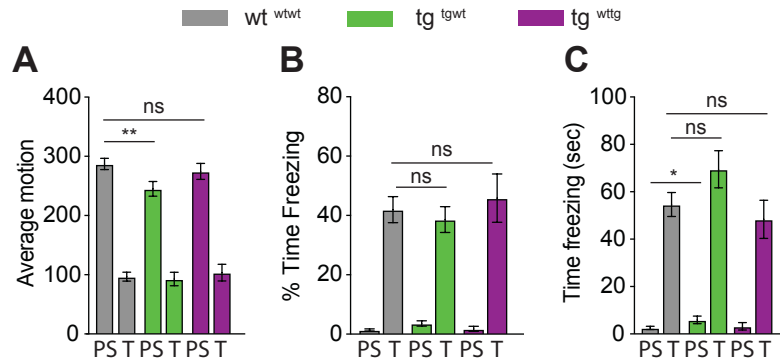 wt wtwt tg tgwt tg wttg
A
Average motion
400
300
200
100
0
ns
**
PS T PS T PS T
B
% Time Freezing
80
60
40
20
0
ns
ns
PS T PS T PS T
C
Time freezing (sec)
100
80
60
40
20
0
ns
ns
*
PS T PS T PS T